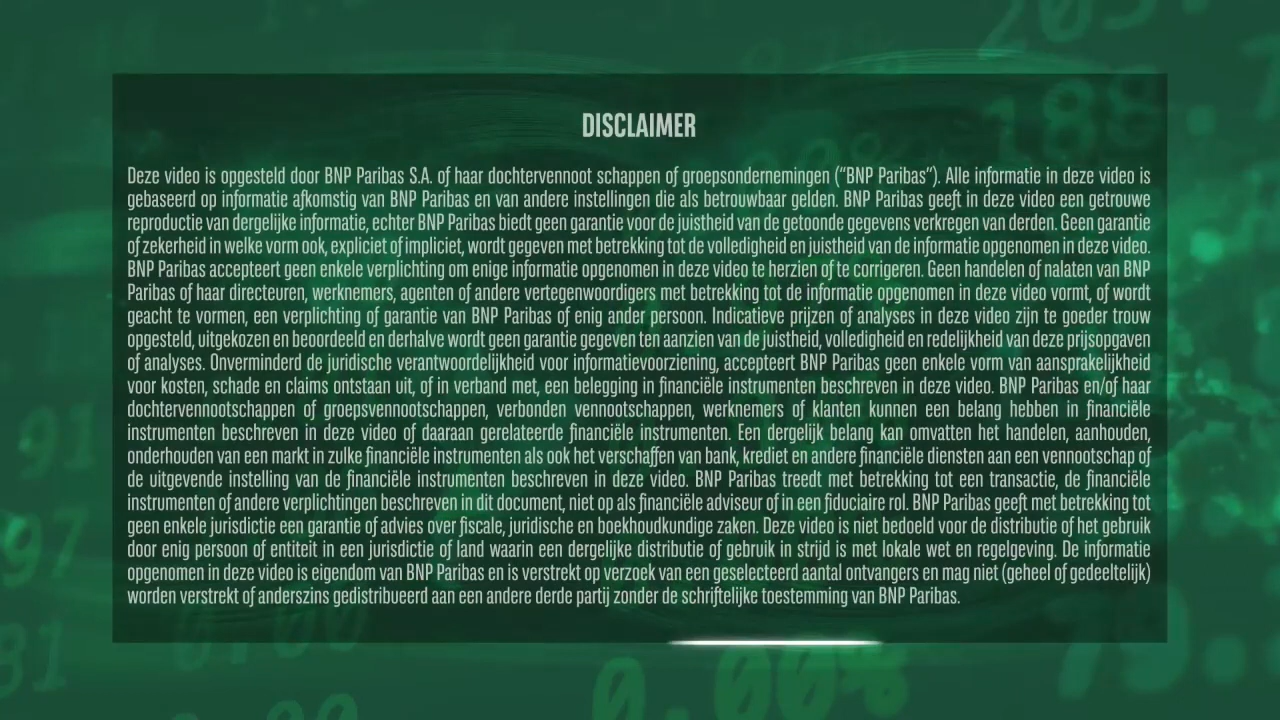 DISCLAIMER
Deze video is opgesteld door BNP Paribas S.A. of haar dochtervennoot schappen of groepsondernemingen (“BNP Paribas”). Alle informatie in deze video is
gebaseerd op informatie afkomstig van BNP Paribas en van andere instellingen die als betrouwbaar gelden. BNP Paribas geeft in deze video een getrouwe
reproductie van dergelijke informatie, echter BNP Paribas biedt geen garantie voor de juistheid van de getoonde gegevens verkregen van derden. Geen garantie
of zekerheid in welke vorm ook, expliciet of impliciet, wordt gegeven met betrekking tot de volledigheid en juistheid van de informatie opgenomen in deze video.
BNP Paribas accepteert geen enkele verplichting om enige informatie opgenomen in deze video te herzien of te corrigeren. Geen handelen of nalaten van BNP
Paribas of haar directeuren, werknemers, agenten of andere vertegenwoordigers met betrekking tot de informatie opgenomen in deze video vormt, of wordt
geacht te vormen, een verplichting of garantie van BNP Paribas of enig ander persoon. Indicatieve prijzen of analyses in deze video zijn te goeder trouw
opgesteld, uitgekozen en beoordeeld en derhalve wordt geen garantie gegeven ten aanzien van de juistheid, volledigheid en redelijkheid van deze prijsopgaven
of analyses. Onverminderd de juridische verantwoordelijkheid voor informatievoorziening, accepteert BNP Paribas geen enkele vorm van aansprakelijkheid
voor kosten, schade en claims ontstaan uit, of in verband met, een belegging in financiële instrumenten beschreven in deze video. BNP Paribas en/of haar
dochtervennootschappen of groepsvennootschappen, verbonden vennootschappen, werknemers of klanten kunnen een belang hebben in financiële
instrumenten beschreven in deze video of daaraan gerelateerde financiële instrumenten. Een dergelijk belang kan omvatten het handelen, aanhouden,
onderhouden van een markt in zulke financiële instrumenten als ook het verschaffen van bank, krediet en andere financiële diensten aan een vennootschap of
de uitgevende instelling van de financiële instrumenten beschreven in deze video. BNP Paribas treedt met betrekking tot een transactie, de financiële
instrumenten of andere verplichtingen beschreven in dit document, niet op als financiële adviseur of in een fiduciaire rol. BNP Paribas geeft met betrekking tot
geen enkele jurisdictie een garantie of advies over fiscale, juridische en boekhoudkundige zaken. Deze video is niet bedoeld voor de distributie of het gebruik
door enig persoon of entiteit in een jurisdictie of land waarin een dergelijke distributie of gebruik in strijd is met lokale wet en regelgeving. De informatie
opgenomen in deze video is eigendom van BNP Paribas en is verstrekt op verzoek van een geselecteerd aantal ontvangers en mag niet (geheel of gedeeltelijk)
worden verstrekt of anderszins gedistribueerd aan een andere derde partij zonder de schriftelijke toestemming van BNP Paribas.
91
97
81
0.00
0.00%